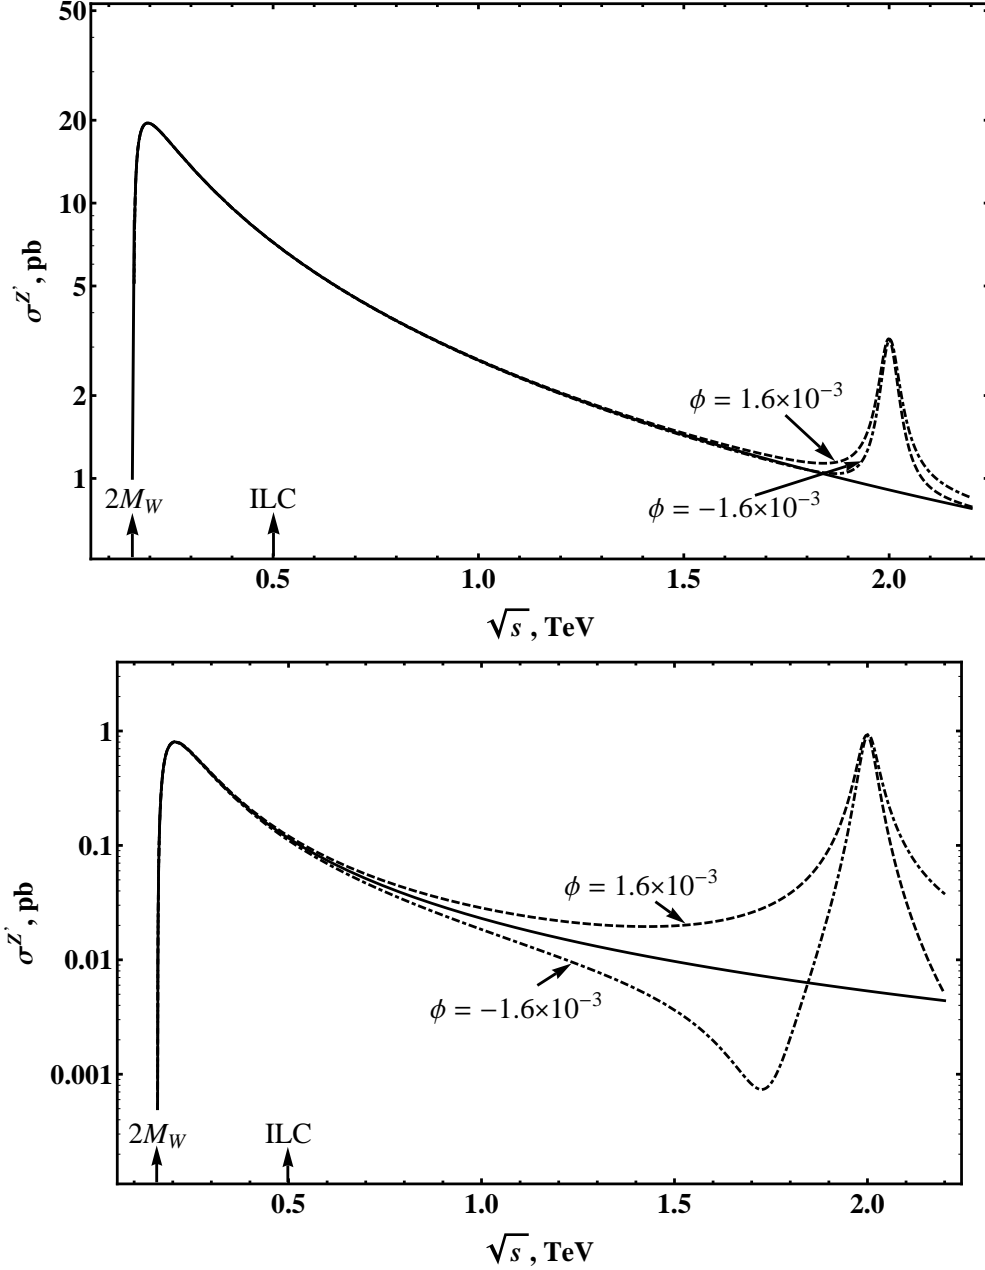 50
20
10
5
2
1
σ^Z', pb
ϕ = 1.6×10⁻³
ϕ = −1.6×10⁻³
2M_W
ILC
0.5
1.0
1.5
2.0
√s, TeV
1
0.1
0.01
0.001
σ^Z', pb
ϕ = 1.6×10⁻³
ϕ = −1.6×10⁻³
2M_W
ILC
0.5
1.0
1.5
2.0
√s, TeV